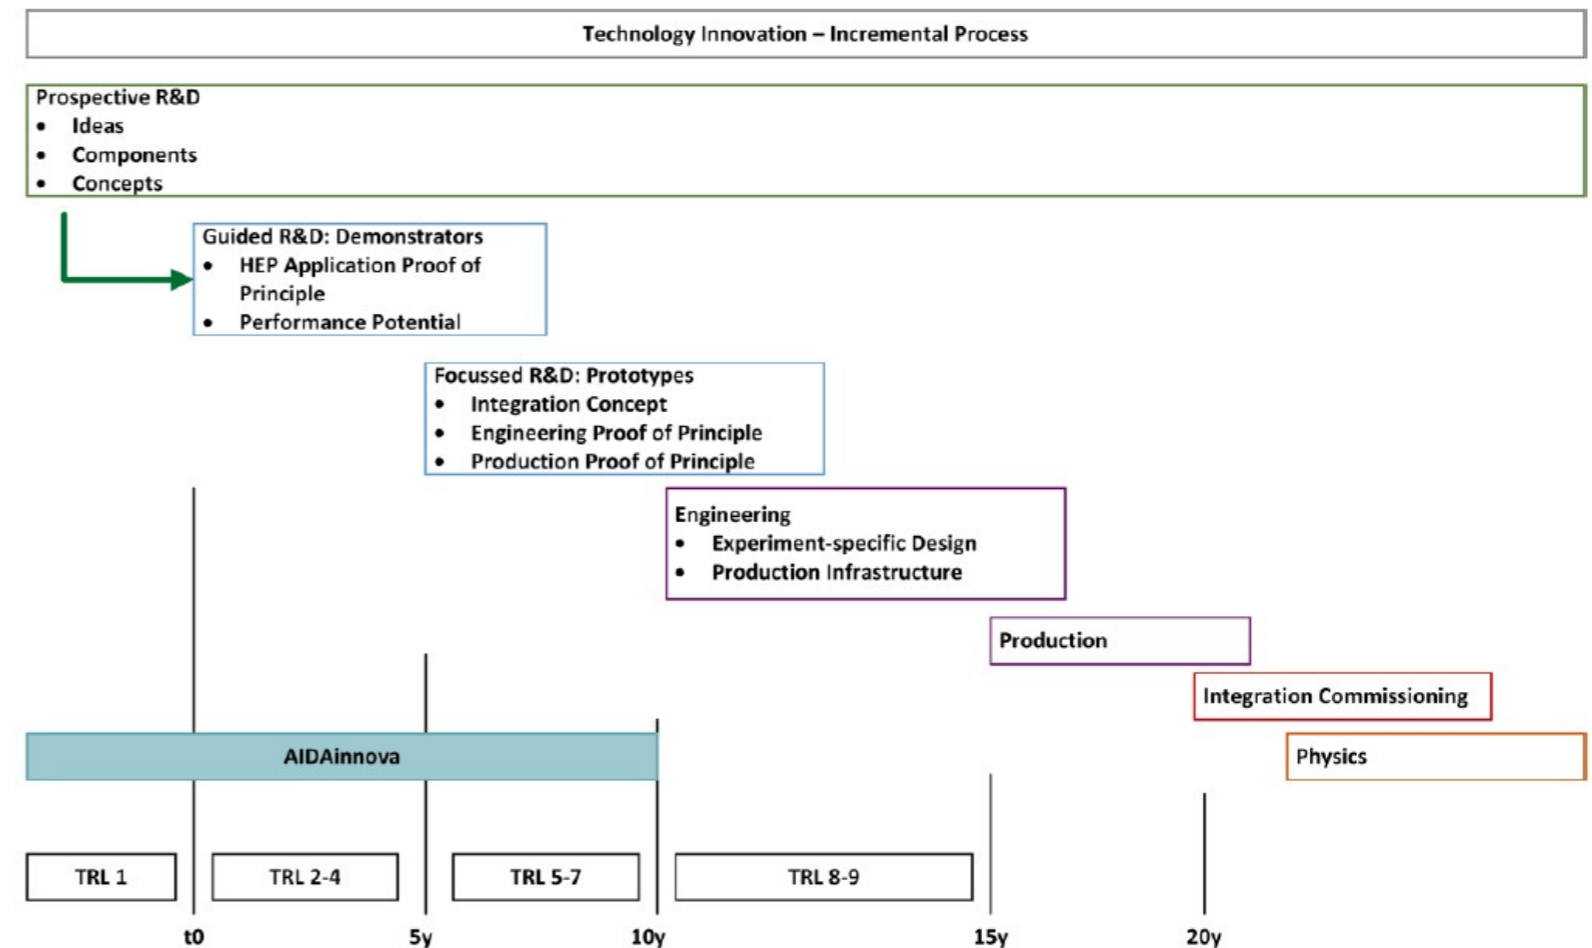 Technology Innovation – Incremental Process
Prospective R&D
• Ideas
• Components
• Concepts
Guided R&D: Demonstrators
• HEP Application Proof of
Principle
• Performance Potential
Focussed R&D: Prototypes
• Integration Concept
• Engineering Proof of Principle
• Production Proof of Principle
Engineering
• Experiment-specific Design
• Production Infrastructure
Production
Integration Commissioning
AIDAinnova
Physics
TRL 1
TRL 2-4
TRL 5-7
TRL 8-9
t0
5y
10y
15y
20y